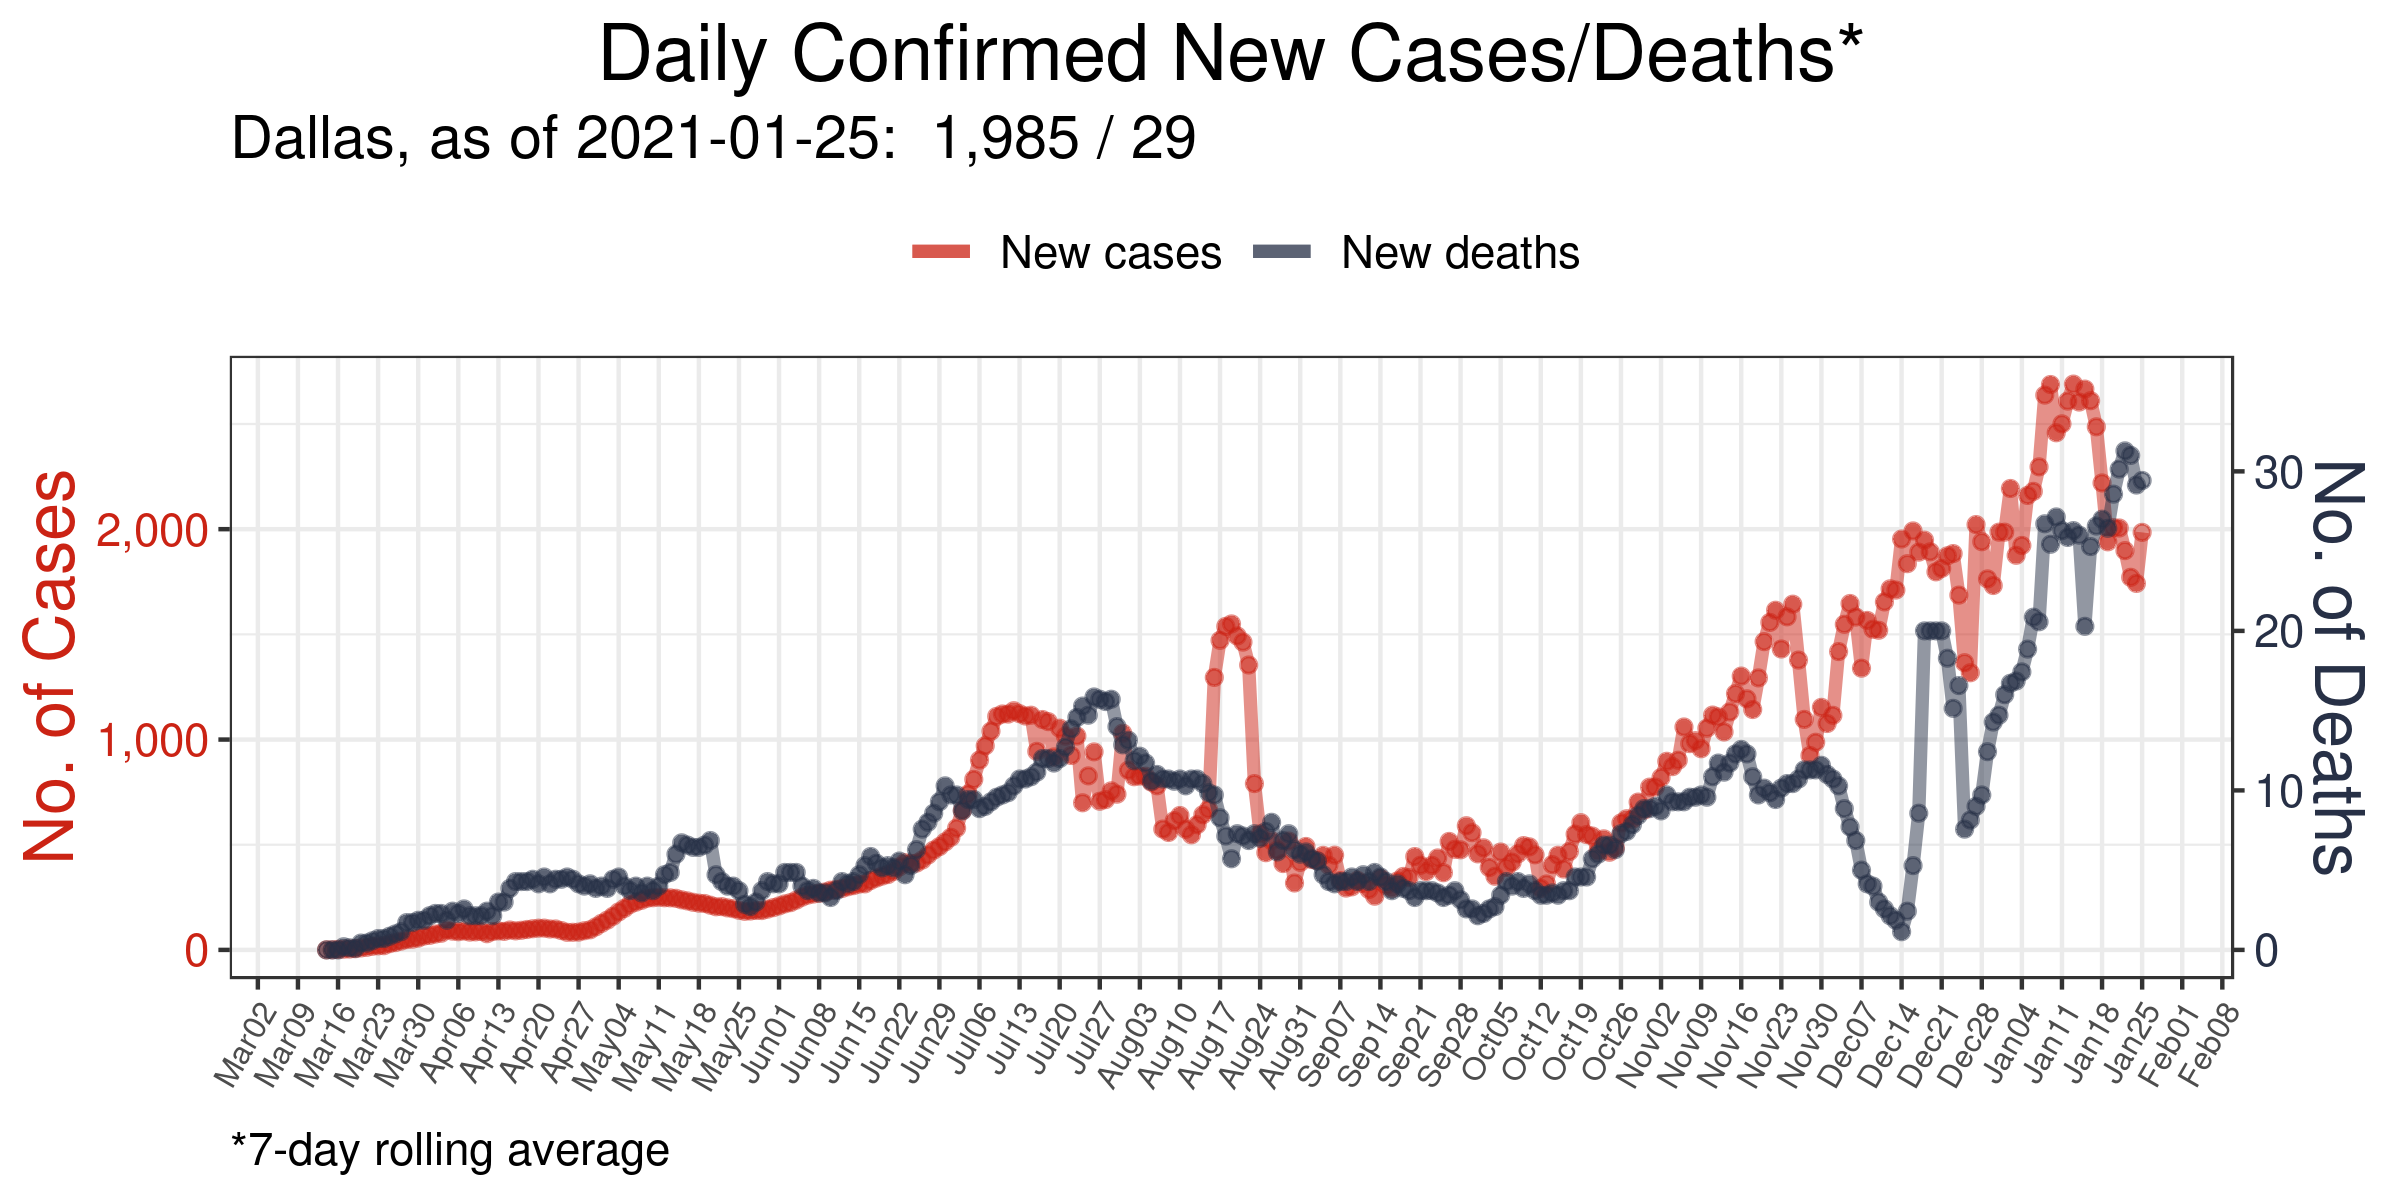 Daily Confirmed New Cases/Deaths*
Dallas, as of 2021-01-25: 1,985 / 29
New cases
New deaths
No. of Cases
2,000
1,000
0
30
20
10
0
No. of Deaths
Mar02
Mar09
Mar16
Mar23
Mar30
Apr06
Apr13
Apr20
Apr27
May04
May11
May18
May25
Jun01
Jun08
Jun15
Jun22
Jun29
Jul06
Jul13
Jul20
Jul27
Aug03
Aug10
Aug17
Aug24
Aug31
Sep07
Sep14
Sep21
Sep28
Oct05
Oct12
Oct19
Oct26
Nov02
Nov09
Nov16
Nov23
Nov30
Dec07
Dec14
Dec21
Dec28
Jan04
Jan11
Jan18
Jan25
Feb01
Feb08
*7-day rolling average